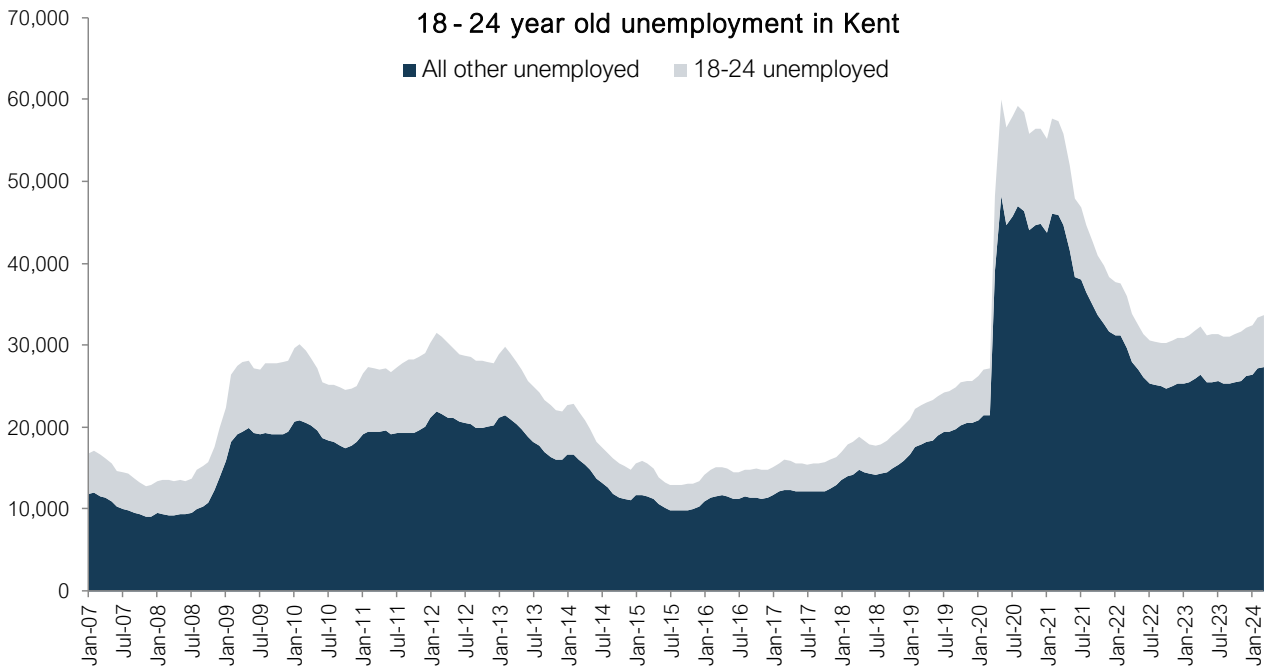 18 - 24 year old unemployment in Kent
All other unemployed 18-24 unemployed
70,000
60,000
50,000
40,000
30,000
20,000
10,000
0
Jan-07
Jul-07
Jan-08
Jul-08
Jan-09
Jul-09
Jan-10
Jul-10
Jan-11
Jul-11
Jan-12
Jul-12
Jan-13
Jul-13
Jan-14
Jul-14
Jan-15
Jul-15
Jan-16
Jul-16
Jan-17
Jul-17
Jan-18
Jul-18
Jan-19
Jul-19
Jan-20
Jul-20
Jan-21
Jul-21
Jan-22
Jul-22
Jan-23
Jul-23
Jan-24